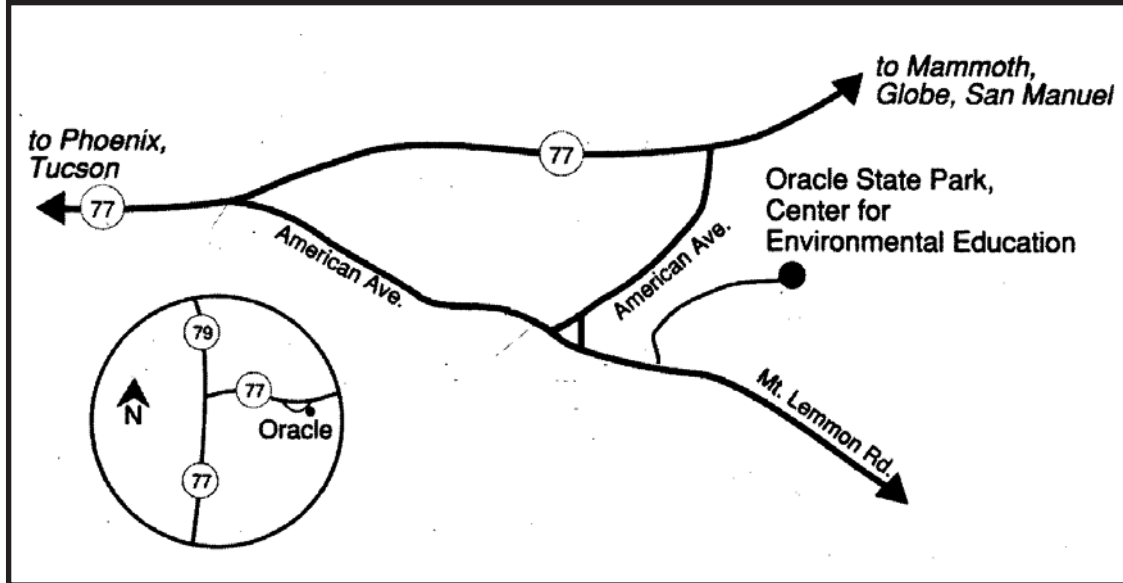 to Mammoth,
Globe, San Manuel
to Phoenix,
Tucson
77
77
Oracle State Park,
Center for
Environmental Education
American Ave.
American Ave.
Mt. Lemmon Rd.
79
77
N
Oracle
77